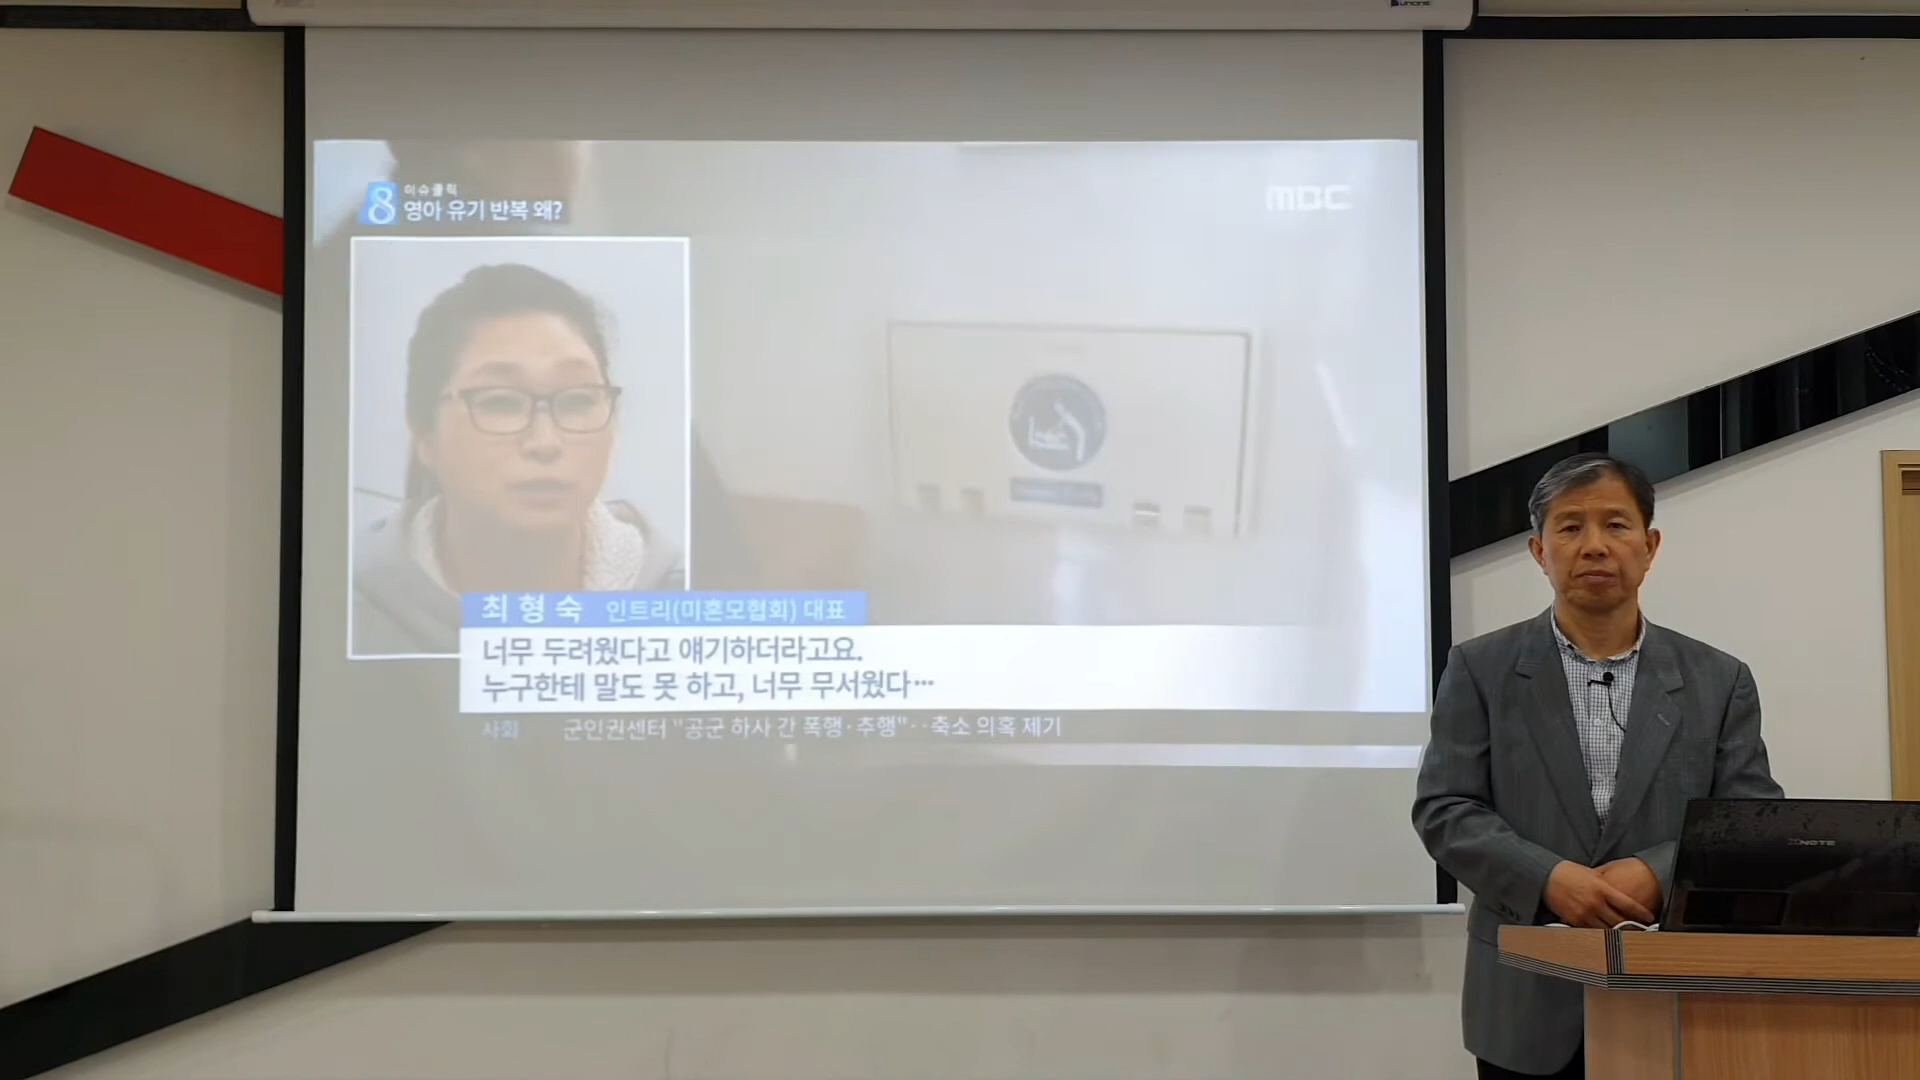 8
이슈클릭
영아 유기 반복 왜?
MBC
최형숙 인트리(미혼모협회) 대표
너무 두려웠다고 얘기하더라고요.
누구한테 말도 못 하고, 너무 무서웠다…
사회 군인권센터 "공군 하사 간 폭행·추행"‥축소 의혹 제기
XNOTE